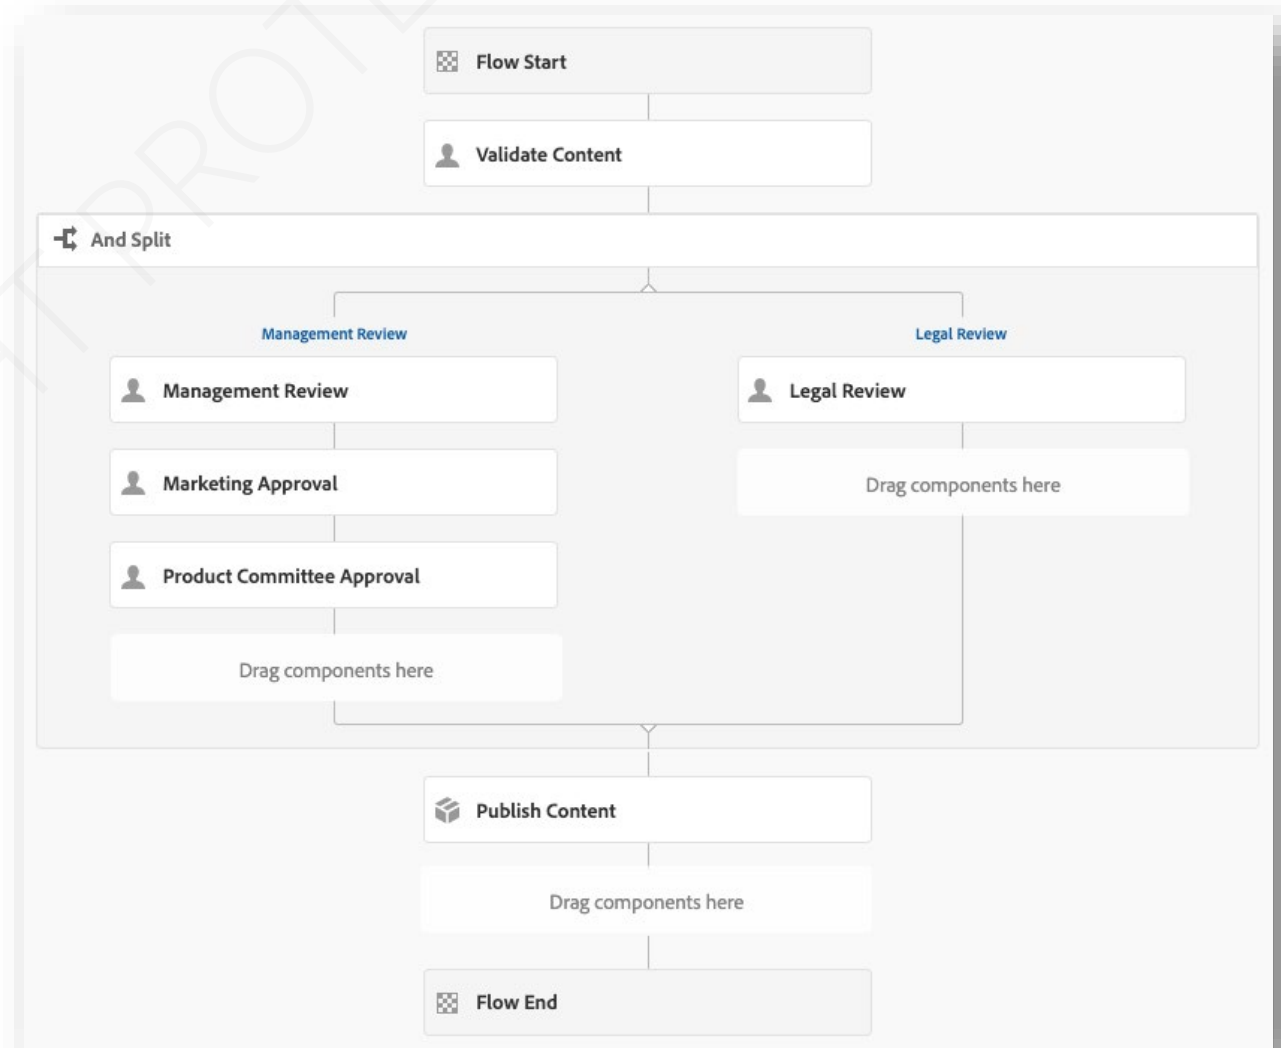 Flow Start
Validate Content
And Split
Management Review
Legal Review
Management Review
Legal Review
Marketing Approval
Drag components here
Product Committee Approval
Drag components here
Publish Content
Drag components here
Flow End